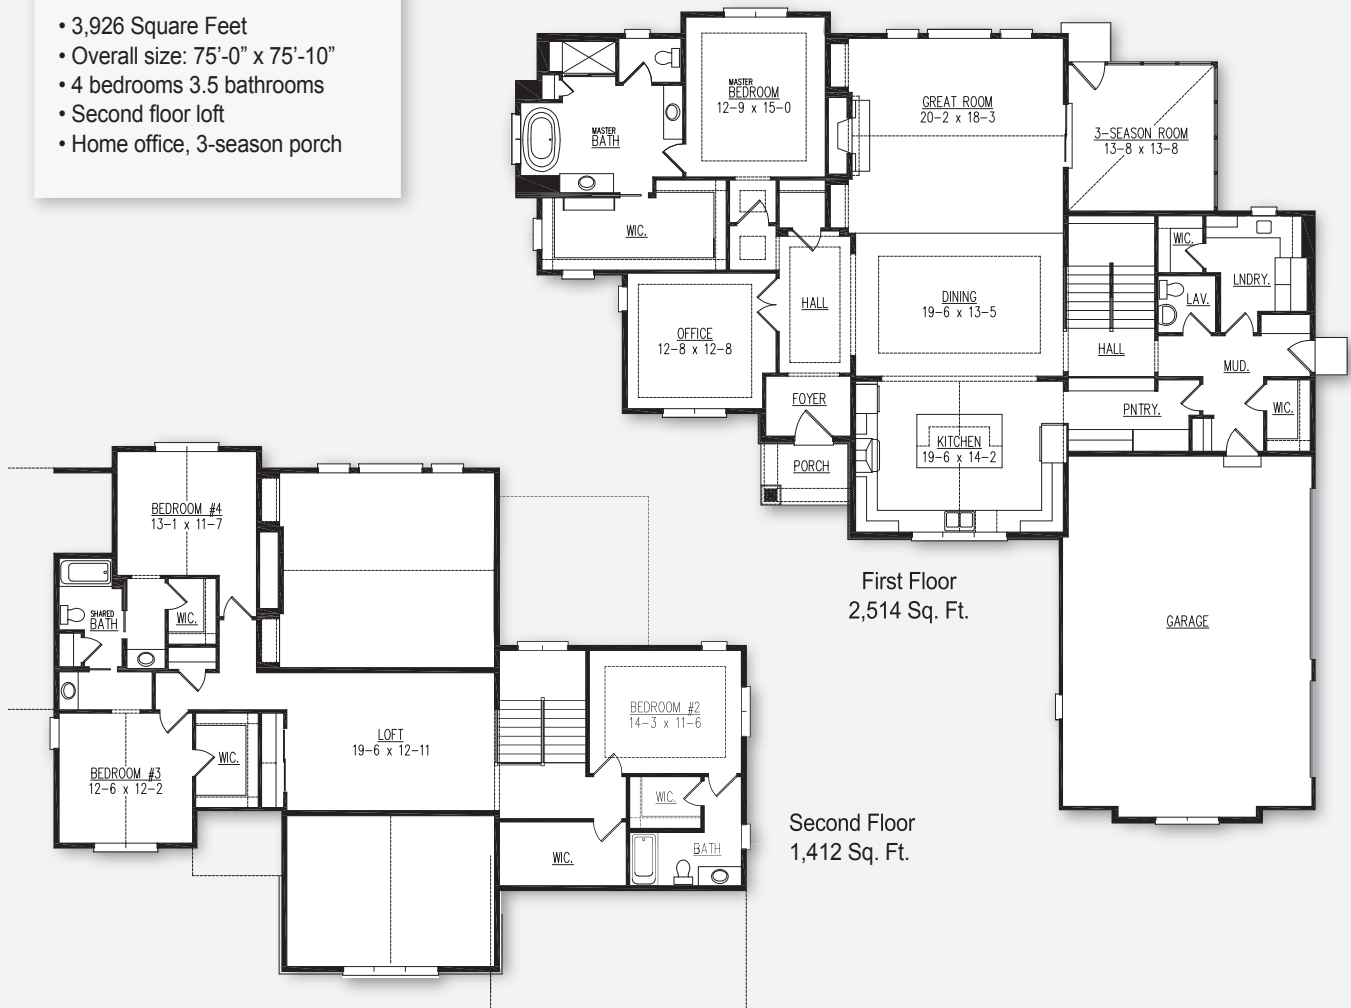 • 3,926 Square Feet
• Overall size: 75’-0” x 75’-10”
• 4 bedrooms 3.5 bathrooms
• Second floor loft
• Home office, 3-season porch
MASTER
BEDROOM
12-9 x 15-0
GREAT ROOM
20-2 x 18-3
3-SEASON ROOM
13-8 x 13-8
MASTER
BATH
WIC.
WIC.
LNDRY.
LAV.
HALL
DINING
19-6 x 13-5
OFFICE
12-8 x 12-8
HALL
MUD.
FOYER
PNTRY.
WIC.
KITCHEN
19-6 x 14-2
PORCH
First Floor
2,514 Sq. Ft.
GARAGE
BEDROOM #4
13-1 x 11-7
SHARED
BATH
WIC.
BEDROOM #2
14-3 x 11-6
LOFT
19-6 x 12-11
WIC.
BEDROOM #3
12-6 x 12-2
WIC.
BATH
WIC.
Second Floor
1,412 Sq. Ft.